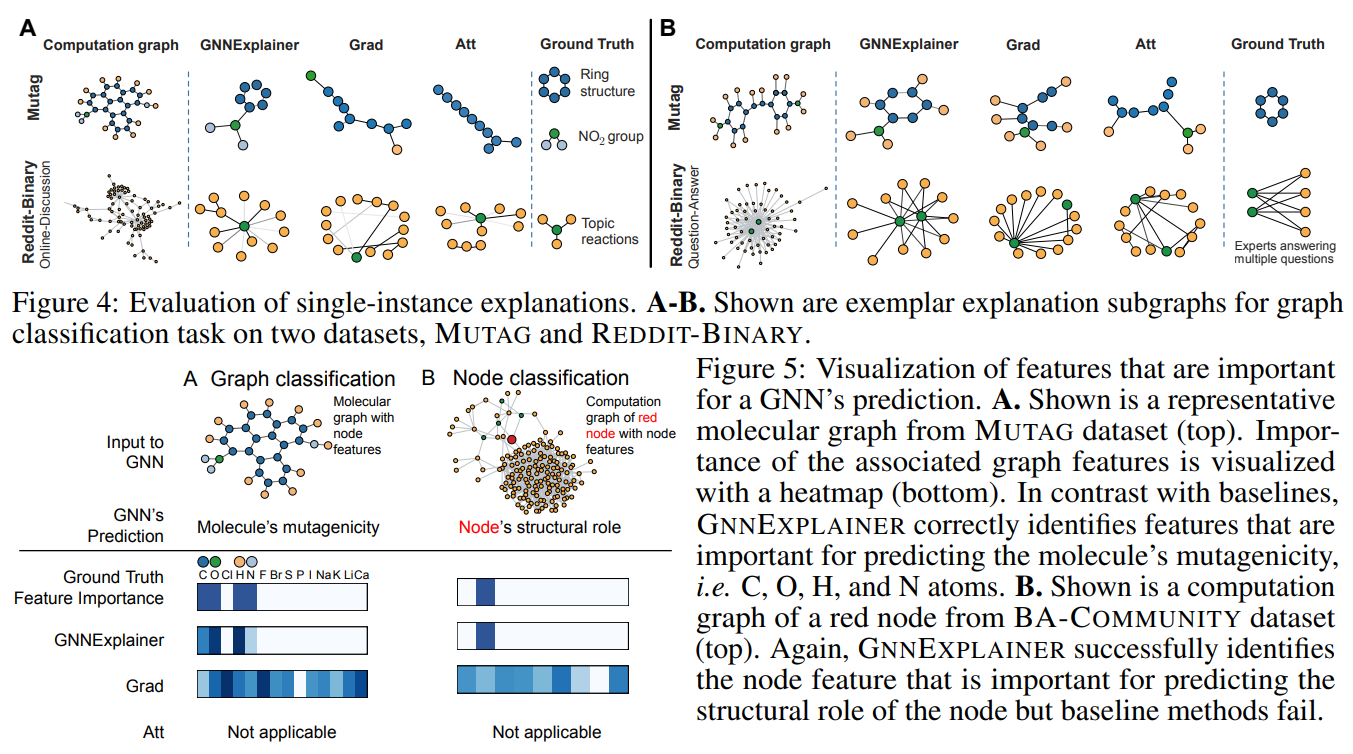 A
Computation graph GNNExplainer Grad Att Ground Truth
Mutag
Ring
structure
NO2 group
Reddit-Binary
Online-Discussion
Topic
reactions
B
Computation graph GNNExplainer Grad Att Ground Truth
Mutag
Reddit-Binary
Question-Answer
Experts answering
multiple questions
Figure 4: Evaluation of single-instance explanations. A-B. Shown are exemplar explanation subgraphs for graph
classification task on two datasets, MUTAG and REDDIT-BINARY.
A Graph classification
B Node classification
Input to
GNN
Molecular
graph with
node
features
Computation
graph of red
node with node
features
GNN's
Prediction
Molecule's mutagenicity
Node's structural role
C O Cl H N F Br S P I Na K Li Ca
Ground Truth
Feature Importance
GNNExplainer
Grad
Att
Not applicable
Not applicable
Figure 5: Visualization of features that are important
for a GNN's prediction. A. Shown is a representative
molecular graph from MUTAG dataset (top). Impor-
tance of the associated graph features is visualized
with a heatmap (bottom). In contrast with baselines,
GNNEXPLAINER correctly identifies features that are
important for predicting the molecule's mutagenicity,
i.e. C, O, H, and N atoms. B. Shown is a computation
graph of a red node from BA-COMMUNITY dataset
(top). Again, GNNEXPLAINER successfully identifies
the node feature that is important for predicting the
structural role of the node but baseline methods fail.